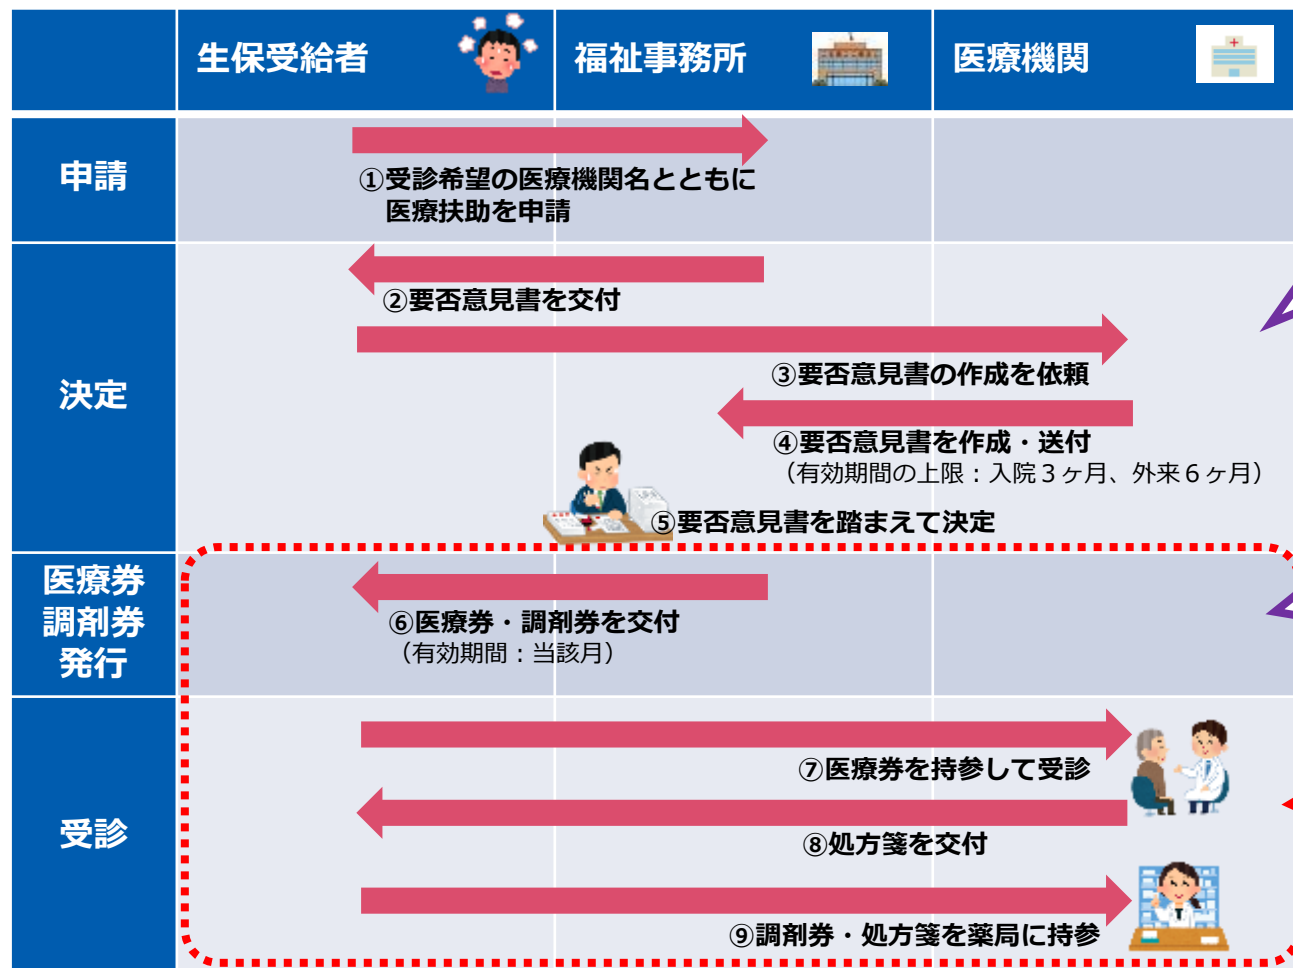 生保受給者
福祉事務所
医療機関
申請
①受診希望の医療機関名とともに
医療扶助を申請
決定
②要否意見書を交付
③要否意見書の作成を依頼
④要否意見書を作成・送付
（有効期間の上限：入院３ヶ月、外来６ヶ月）
⑤要否意見書を踏まえて決定
医療券
調剤券
発行
⑥医療券・調剤券を交付
（有効期間：当該月）
受診
⑦医療券を持参して受診
⑧処方箋を交付
⑨調剤券・処方箋を薬局に持参